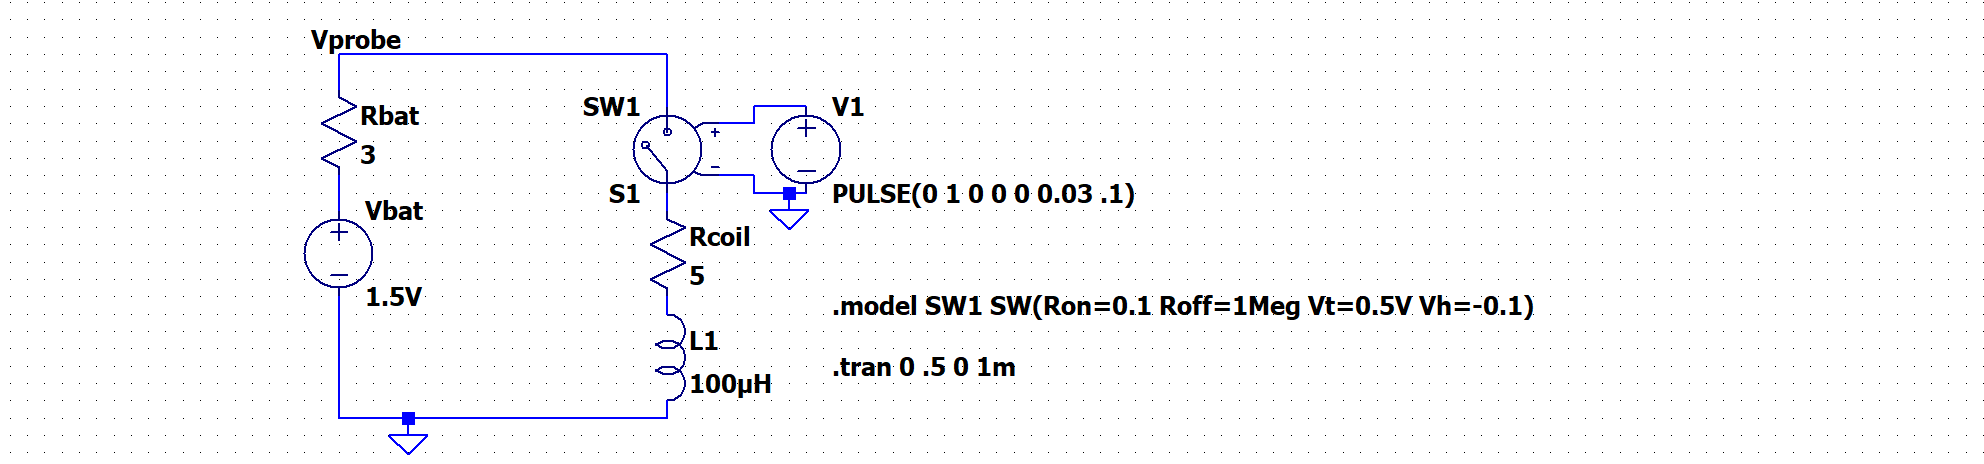 Vprobe
Rbat
3
Vbat
1.5V
SW1
S1
+
−
V1
PULSE(0 1 0 0 0 0.03 .1)
Rcoil
5
L1
100µH
.model SW1 SW(Ron=0.1 Roff=1Meg Vt=0.5V Vh=-0.1)
.tran 0 .5 0 1m